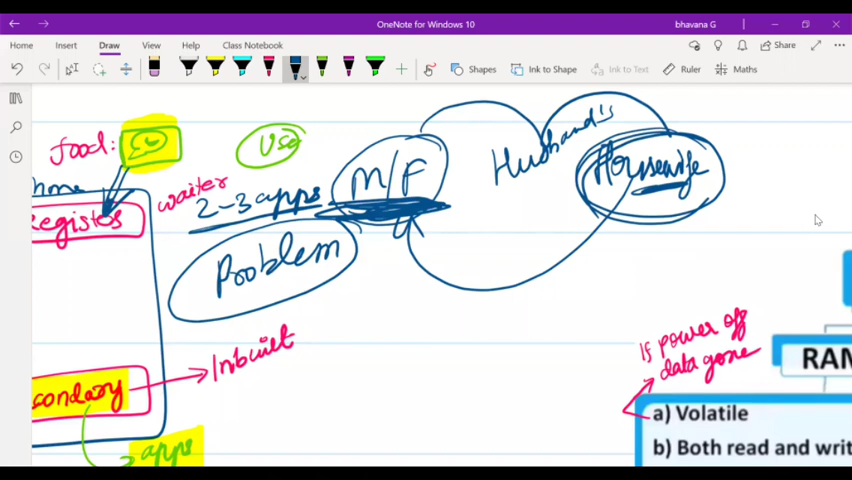 OneNote for Windows 10
bhavana G
Home Insert Draw View Help Class Notebook
Share
Shapes
Ink to Shape
Ink to Text
Ruler
Maths
food:
Use
Husband's
Housewife
M/F
home
waiter
2-3 apps
Registes
Problem
Inbuilt
condary
apps
If power off
data gone
RAM
a) Volatile
b) Both read and writ